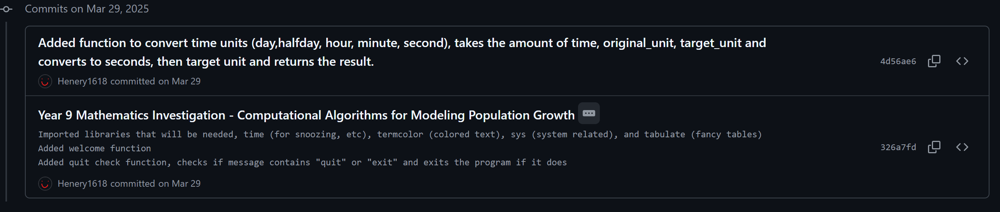 Commits on Mar 29, 2025
Added function to convert time units (day,halfday, hour, minute, second), takes the amount of time, original_unit, target_unit and
converts to seconds, then target unit and returns the result.
4d56ae6
Henery1618 committed on Mar 29
Year 9 Mathematics Investigation - Computational Algorithms for Modeling Population Growth
Imported libraries that will be needed, time (for snoozing, etc), termcolor (colored text), sys (system related), and tabulate (fancy tables)
Added welcome function
326a7fd
Added quit check function, checks if message contains "quit" or "exit" and exits the program if it does
Henery1618 committed on Mar 29